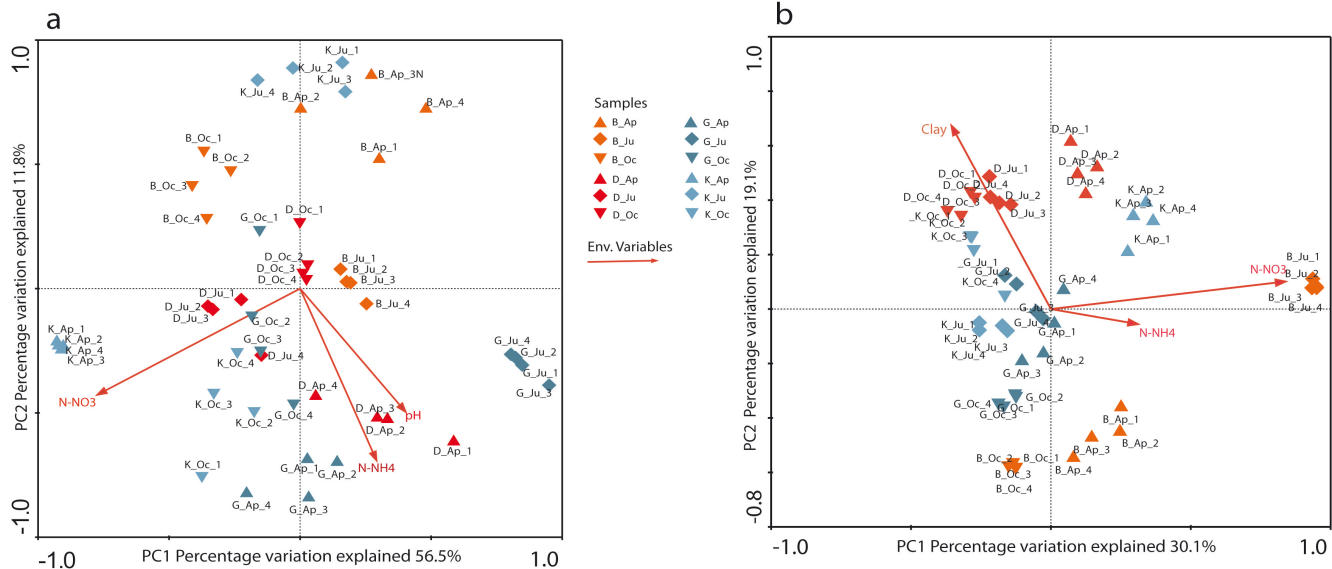 a
1.0
PC2 Percentage variation explained 11.8%
-1.0
K_Ju_1
K_Ju_2
K_Ju_3
K_Ju_4
B_Ap_3N
B_Ap_2
B_Ap_4
B_Ap_1
B_Oc_1
B_Oc_2
B_Oc_3
B_Oc_4
G_Oc_1
D_Oc_1
D_Oc_2
D_Oc_3
D_Oc_4
B_Ju_1
B_Ju_2
B_Ju_3
B_Ju_4
D_Ju_1
D_Ju_2
D_Ju_3
G_Oc_2
K_Ap_1
K_Ap_2
K_Ap_4
K_Ap_3
G_Oc_3
K_Oc_4
D_Ju_4
G_Ju_4
G_Ju_2
G_Ju_1
G_Ju_3
N-NO3
K_Oc_3
K_Oc_2
G_Oc_4
D_Ap_4
D_Ap_3
D_Ap_2
pH
D_Ap_1
N-NH4
K_Oc_1
G_Ap_1
G_Ap_2
G_Ap_4
G_Ap_3
-1.0
PC1 Percentage variation explained 56.5%
1.0
Samples
B_Ap
B_Ju
B_Oc
D_Ap
D_Ju
D_Oc
G_Ap
G_Ju
G_Oc
K_Ap
K_Ju
K_Oc
Env. Variables
b
1.0
PC2 Percentage variation explained 19.1%
-0.8
Clay
D_Ap_1
D_Ap_2
D_Ap_3
D_Ap_4
D_Oc_1
D_Ju_1
D_Oc_2
D_Ju_4
D_Oc_4
D_Oc_3
D_Ju_2
D_Ju_3
_K_Oc_1
K_Oc_2
K_Oc_3
K_Ap_2
K_Ap_3
K_Ap_4
K_Ap_1
_G_Ju_1
G_Ju_2
K_Oc_4
G_Ap_4
B_Ju_1
N-NO3
B_Ju_2
B_Ju_3
B_Ju_4
G_Ju_3
G_Ju_4
G_Ap_1
N-NH4
K_Ju_1
K_Ju_2
K_Ju_3
K_Ju_4
G_Ap_2
G_Ap_3
G_Oc_2
G_Oc_4
G_Oc_1
G_Oc_3
B_Ap_1
B_Ap_2
B_Ap_3
B_Ap_4
B_Oc_2
B_Oc_1
B_Oc_3
B_Oc_4
-1.0
PC1 Percentage variation explained 30.1%
1.0